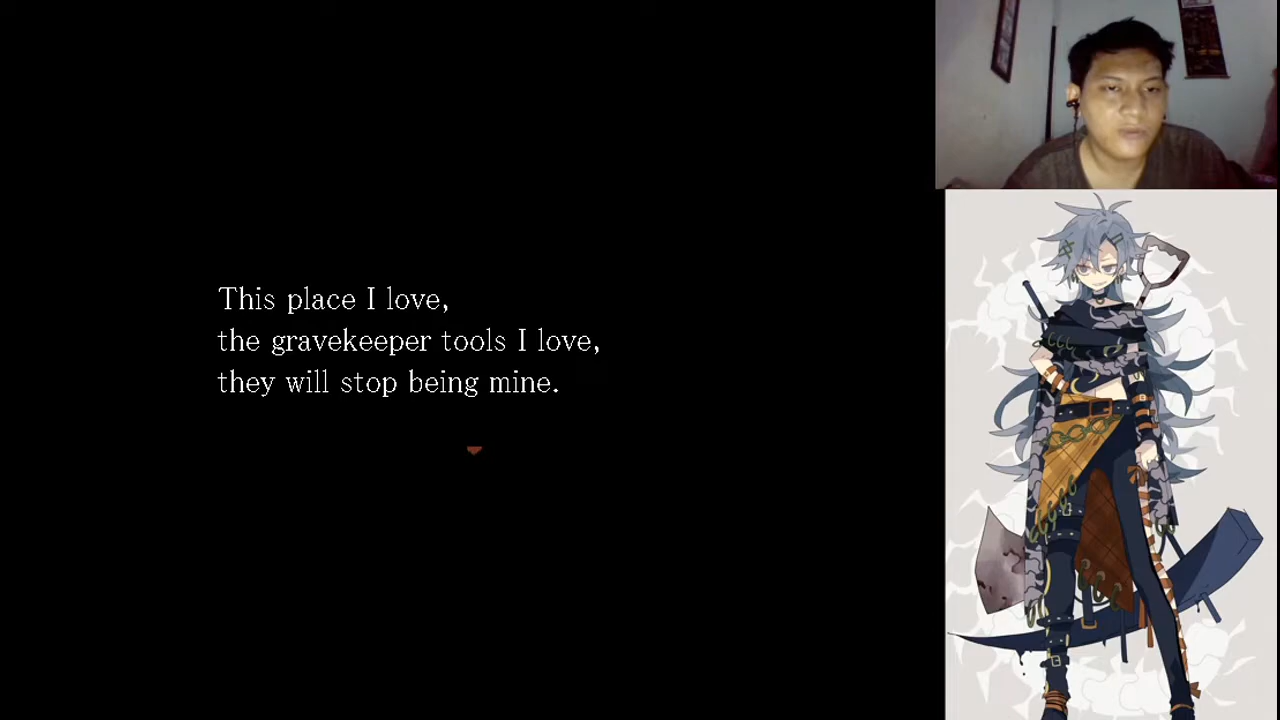 This place I love,
the gravekeeper tools I love,
they will stop being mine.